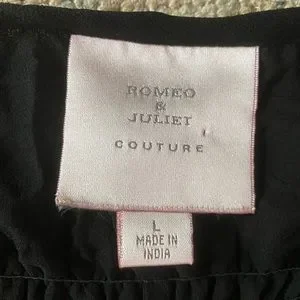 ROMEO
&
JULIET
COUTURE
L
MADE IN
INDIA